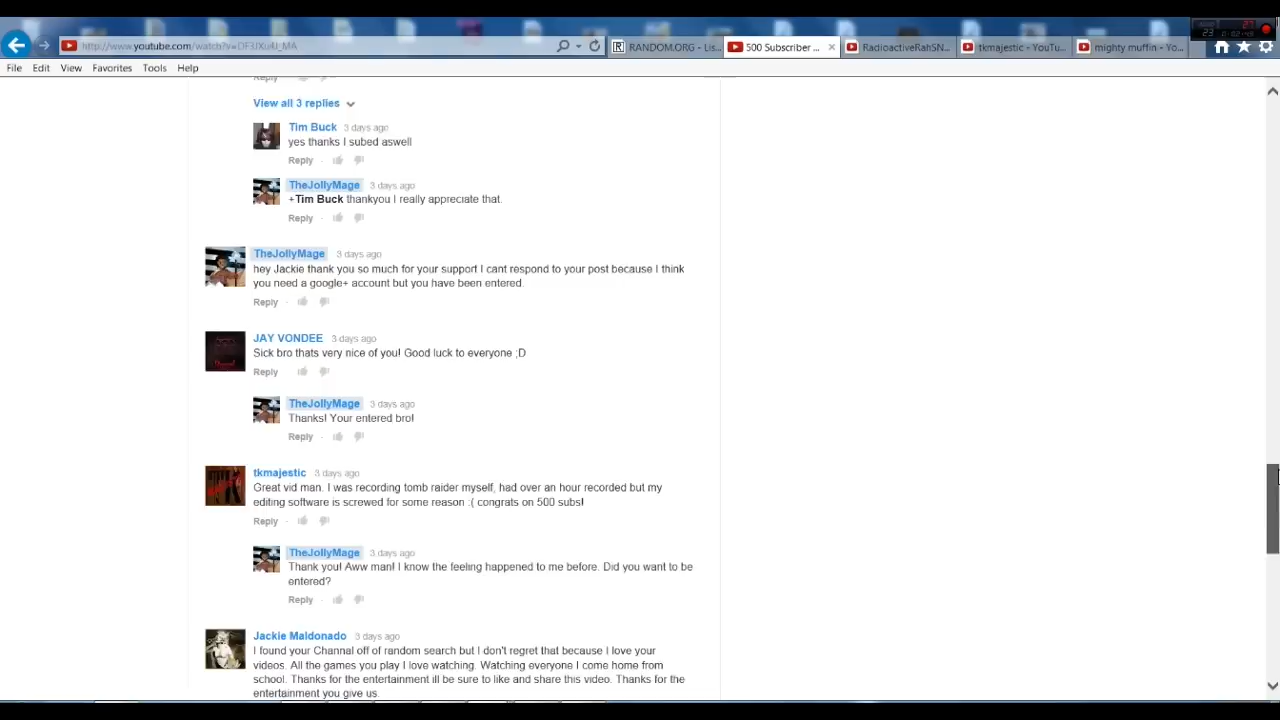 http://www.youtube.com/watch?v=DF3JXu4U_MA
RANDOM.ORG - Lis...
500 Subscriber ...
RadioactiveRahSN...
tkmajestic - YouTu...
mighty muffin - Yo...
File Edit View Favorites Tools Help
Reply
View all 3 replies
Tim Buck 3 days ago
yes thanks I subed aswell
Reply
TheJollyMage 3 days ago
+Tim Buck thankyou I really appreciate that.
Reply
TheJollyMage 3 days ago
hey Jackie thank you so much for your support I cant respond to your post because I think
you need a google+ account but you have been entered.
Reply
JAY VONDEE 3 days ago
Sick bro thats very nice of you! Good luck to everyone ;D
Reply
TheJollyMage 3 days ago
Thanks! Your entered bro!
Reply
tkmajestic 3 days ago
Great vid man. I was recording tomb raider myself, had over an hour recorded but my
editing software is screwed for some reason :( congrats on 500 subs!
Reply
TheJollyMage 3 days ago
Thank you! Aww man! I know the feeling happened to me before. Did you want to be
entered?
Reply
Jackie Maldonado 3 days ago
I found your Channal off of random search but I don't regret that because I love your
videos. All the games you play I love watching. Watching everyone I come home from
school. Thanks for the entertainment ill be sure to like and share this video. Thanks for the
entertainment you give us.